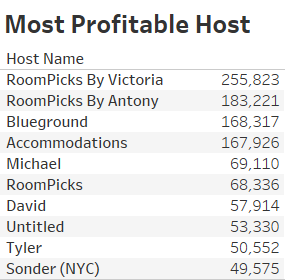 Most Profitable Host
Host Name
RoomPicks By Victoria 255,823
RoomPicks By Antony 183,221
Blueground 168,317
Accommodations 167,926
Michael 69,110
RoomPicks 68,336
David 57,914
Untitled 53,330
Tyler 50,552
Sonder (NYC) 49,575